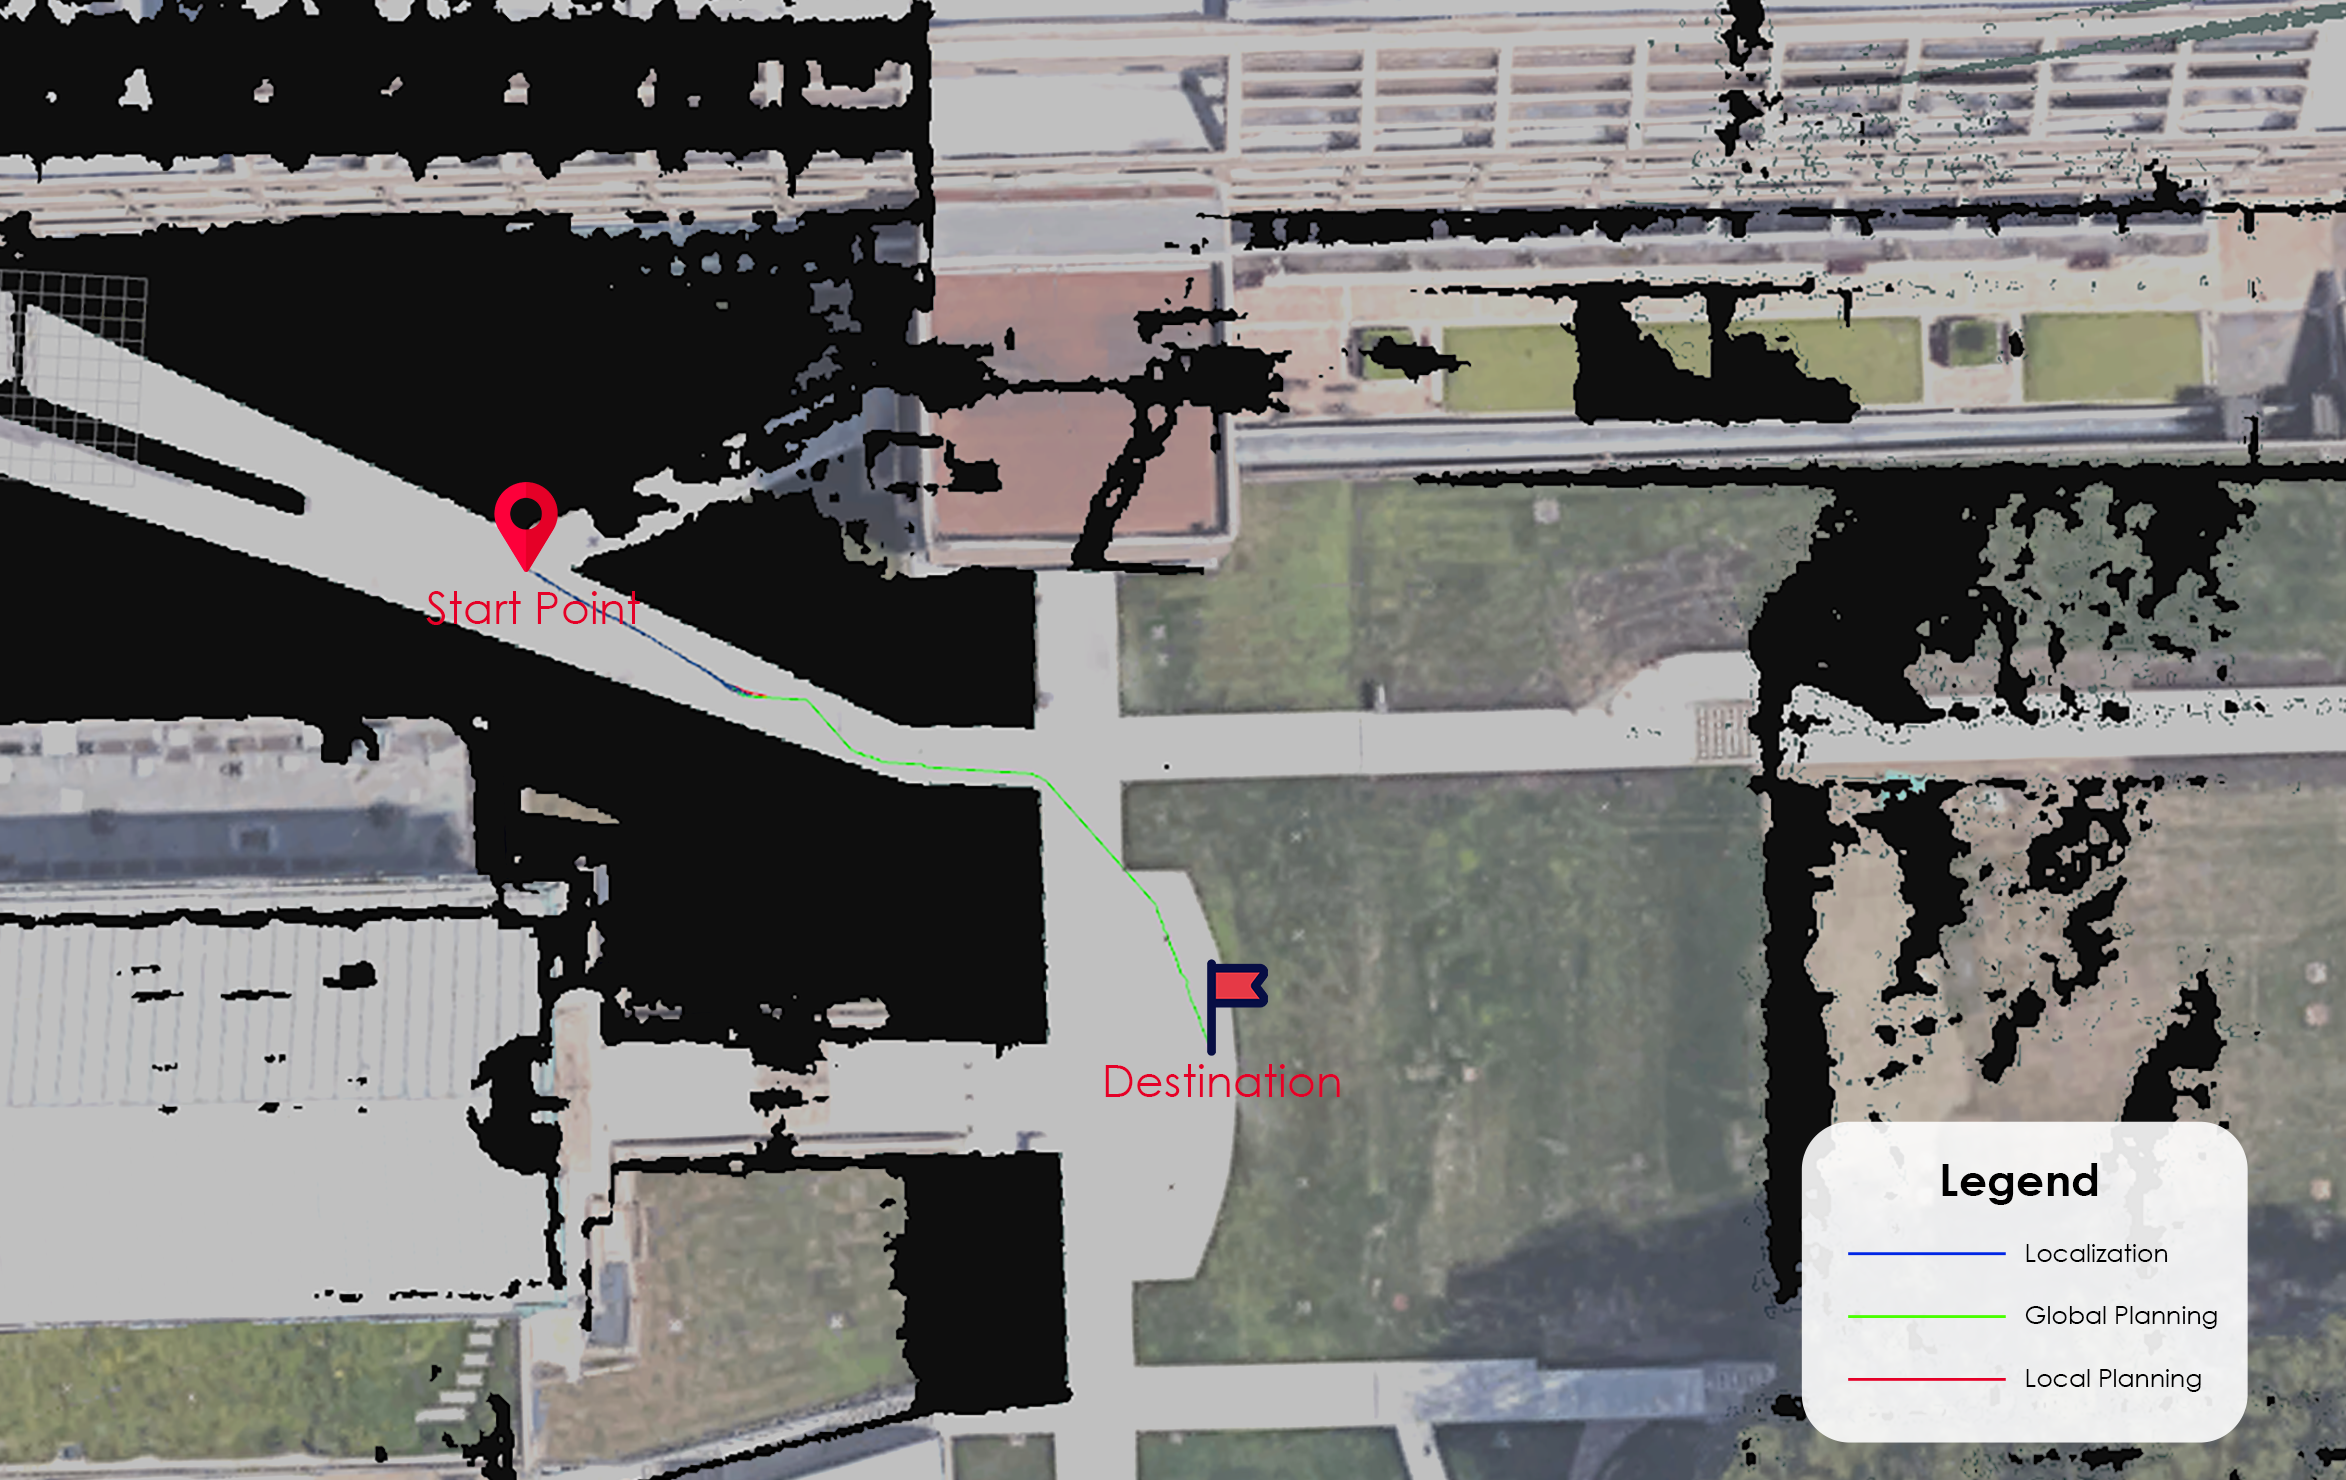 Start Point
Destination
Legend
Localization
Global Planning
Local Planning